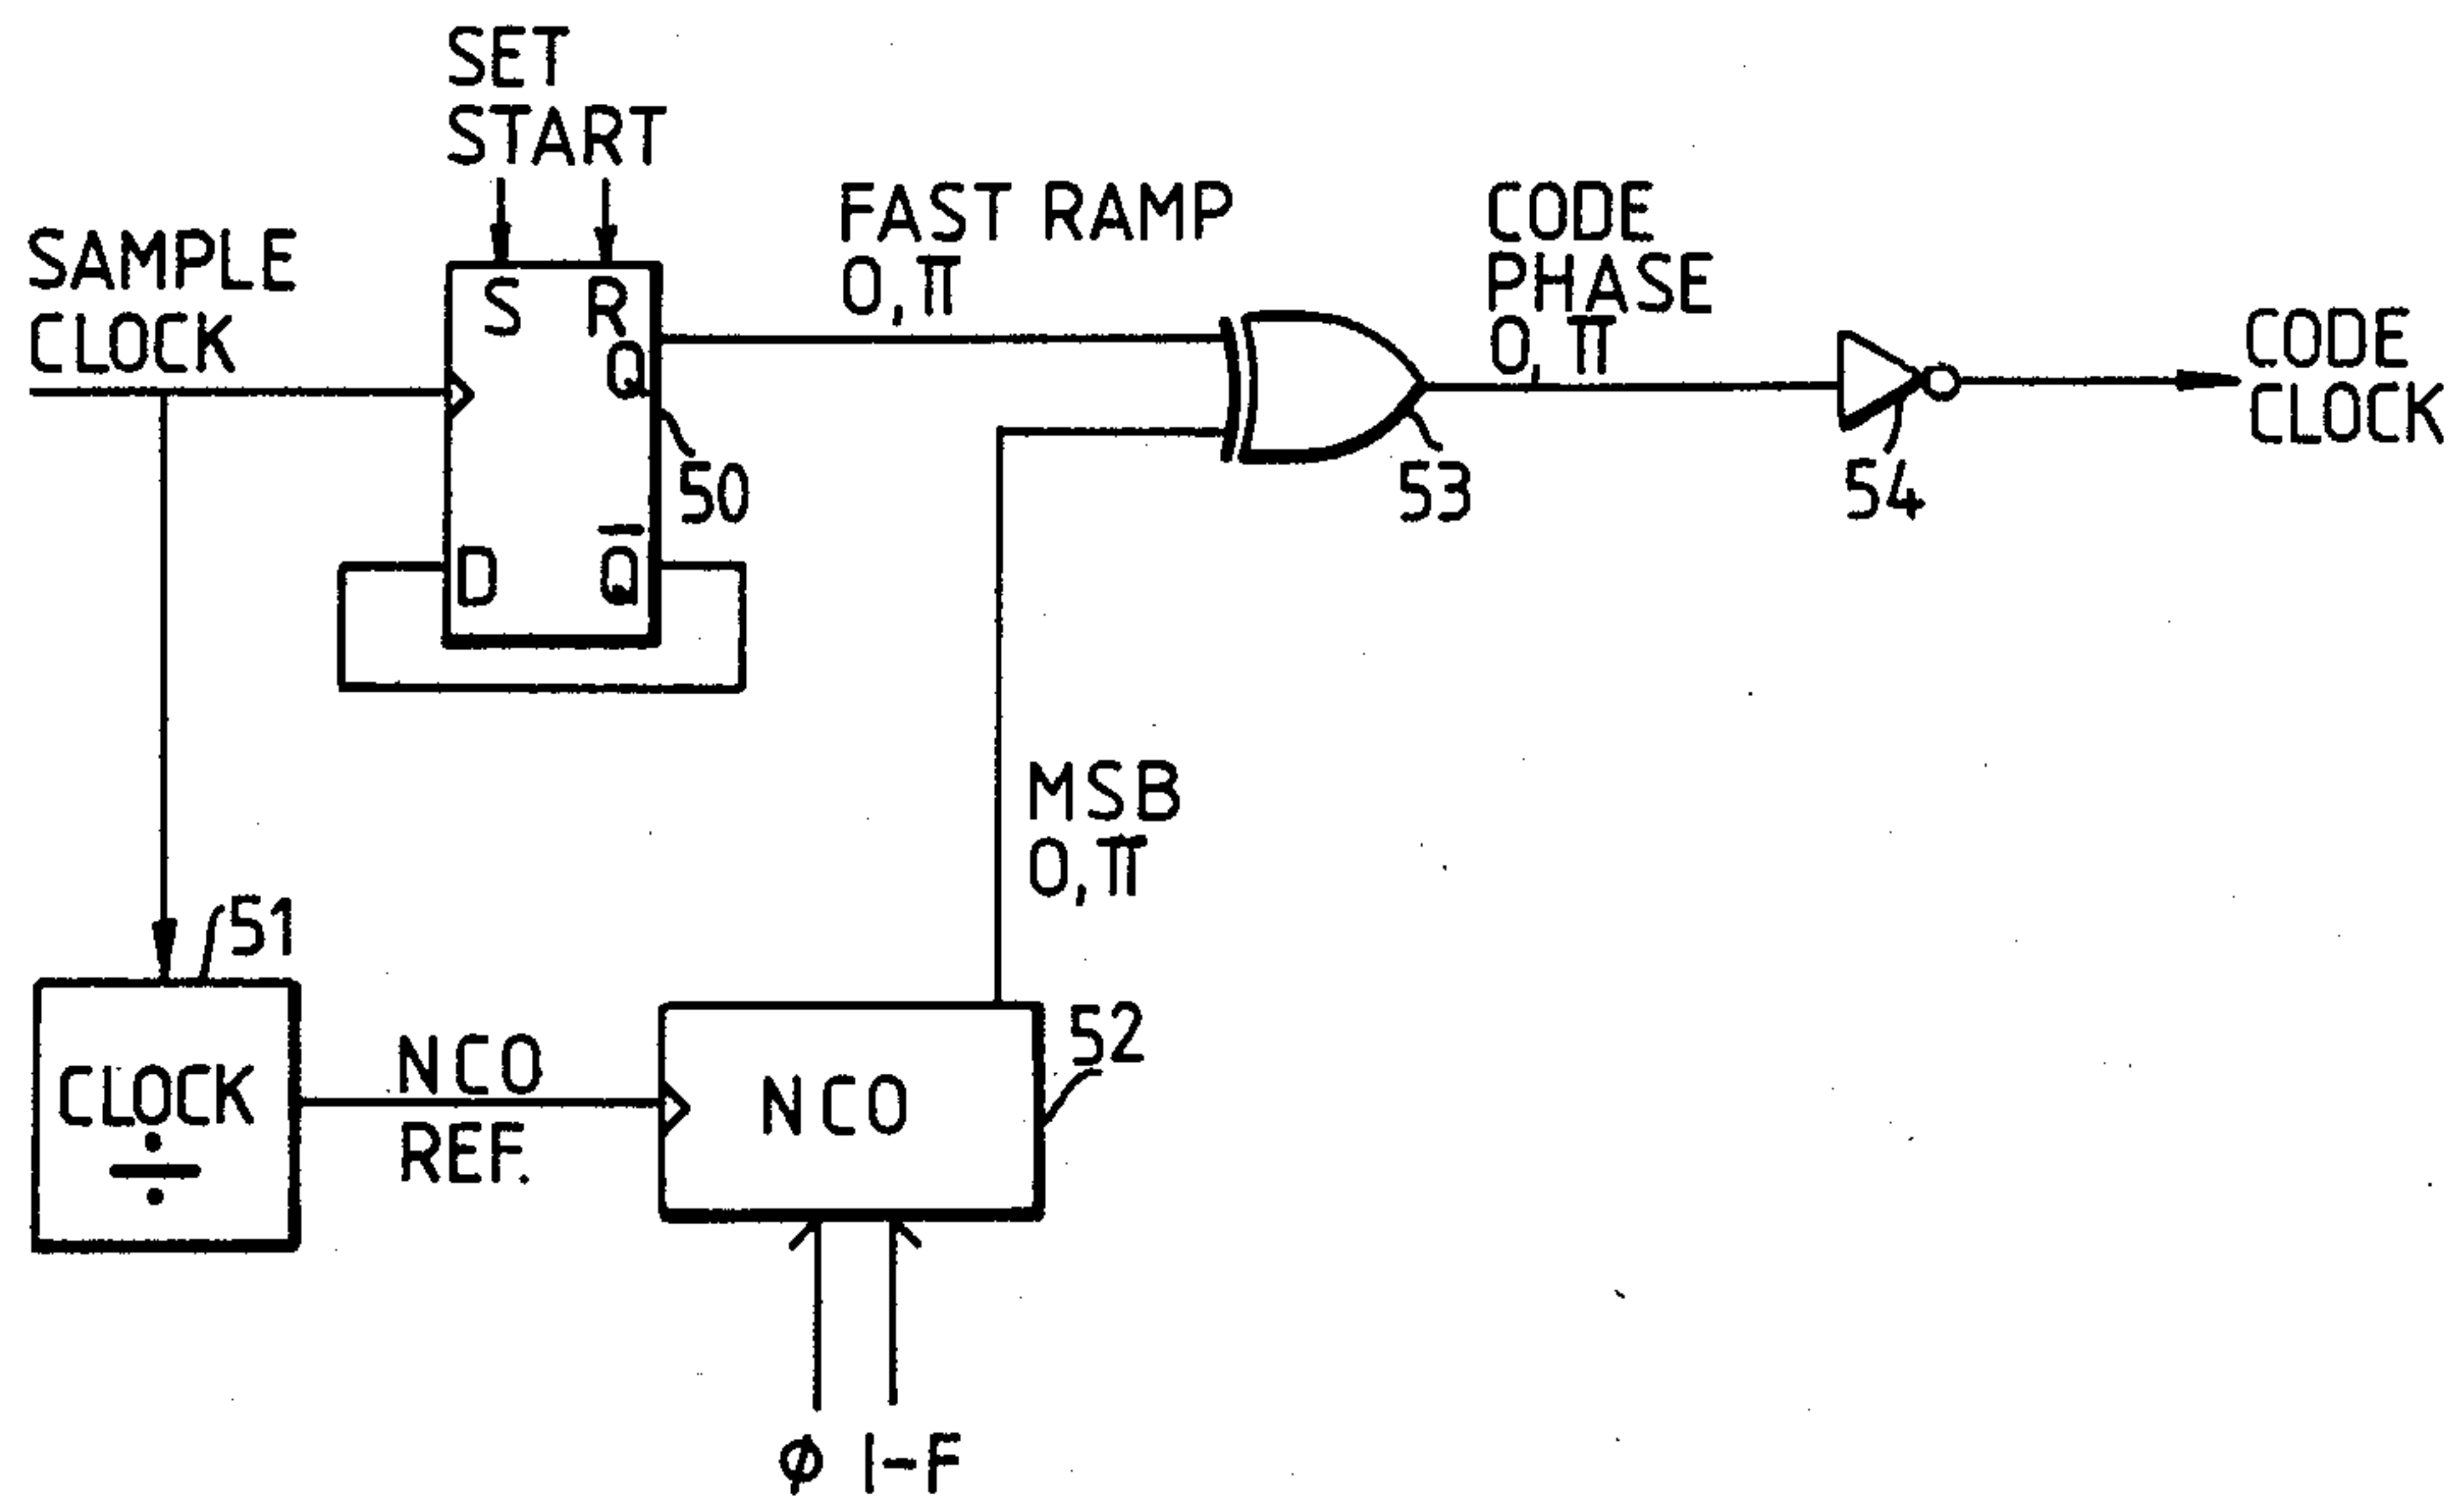 SET
START
SAMPLE
CLOCK
S R
Q
50
D Q̅
FAST RAMP
0,π
CODE
PHASE
0,π
53
54
CODE
CLOCK
MSB
0,π
51
CLOCK
÷
NCO
REF.
NCO
52
ϕ 1-F